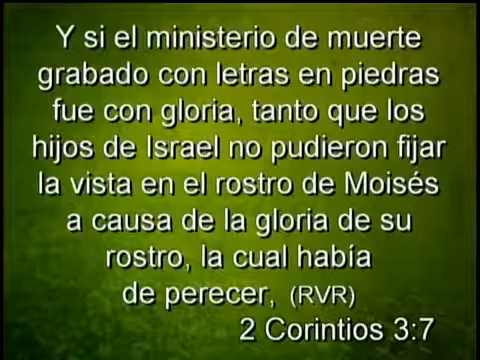 Y si el ministerio de muerte
grabado con letras en piedras
fue con gloria, tanto que los
hijos de Israel no pudieron fijar
la vista en el rostro de Moisés
a causa de la gloria de su
rostro, la cual había
de perecer, (RVR)
2 Corintios 3:7